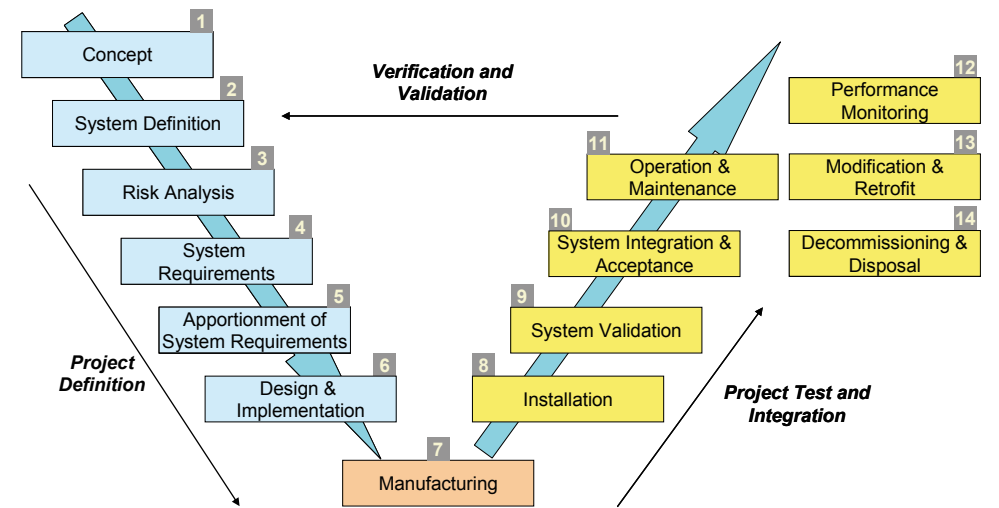 1
Concept
2
System Definition
3
Risk Analysis
4
System
Requirements
5
Apportionment of
System Requirements
6
Design &
Implementation
Project
Definition
7
Manufacturing
Verification and
Validation
8
Installation
9
System Validation
10
System Integration &
Acceptance
11
Operation &
Maintenance
Project Test and
Integration
12
Performance
Monitoring
13
Modification &
Retrofit
14
Decommissioning &
Disposal